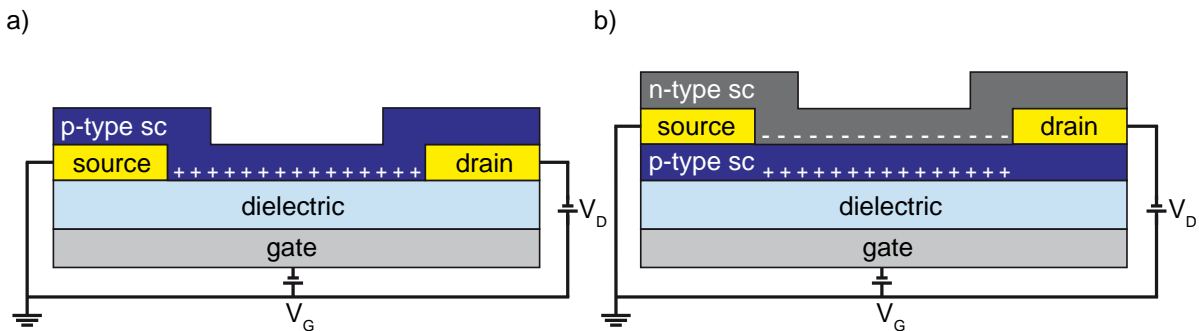 a)
p-type sc
source
drain
+ + + + + + + + + + + + + + +
dielectric
gate
V_D
V_G
b)
n-type sc
source
drain
- - - - - - - - - - - - - - -
p-type sc
+ + + + + + + + + + + + + + +
dielectric
gate
V_D
V_G